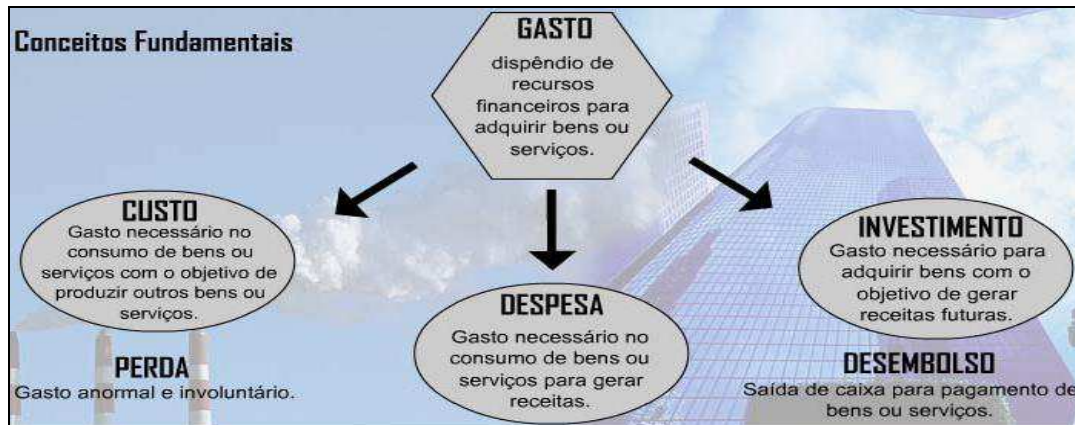 Conceitos Fundamentais
GASTO
dispêndio de
recursos
financeiros para
adquirir bens ou
serviços.
CUSTO
Gasto necessário no
consumo de bens ou
serviços com o objetivo de
produzir outros bens ou
serviços.
DESPESA
Gasto necessário no
consumo de bens ou
serviços para gerar
receitas.
INVESTIMENTO
Gasto necessário para
adquirir bens com o
objetivo de gerar
receitas futuras.
PERDA
Gasto anormal e involuntário.
DESEMBOLSO
Saída de caixa para pagamento de
bens ou serviços.